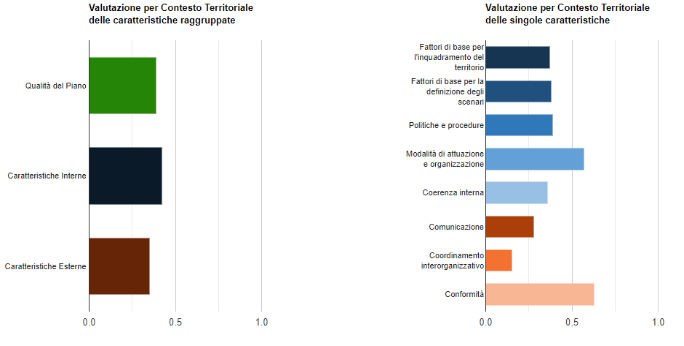 Valutazione per Contesto Territoriale
delle caratteristiche raggruppate
Qualità del Piano
Caratteristiche Interne
Caratteristiche Esterne
0.0
0.5
1.0
Valutazione per Contesto Territoriale
delle singole caratteristiche
Fattori di base per
l'inquadramento del
territorio
Fattori di base per la
definizione degli
scenari
Politiche e procedure
Modalità di attuazione
e organizzazione
Coerenza interna
Comunicazione
Coordinamento
interorganizzativo
Conformità
0.0
0.5
1.0